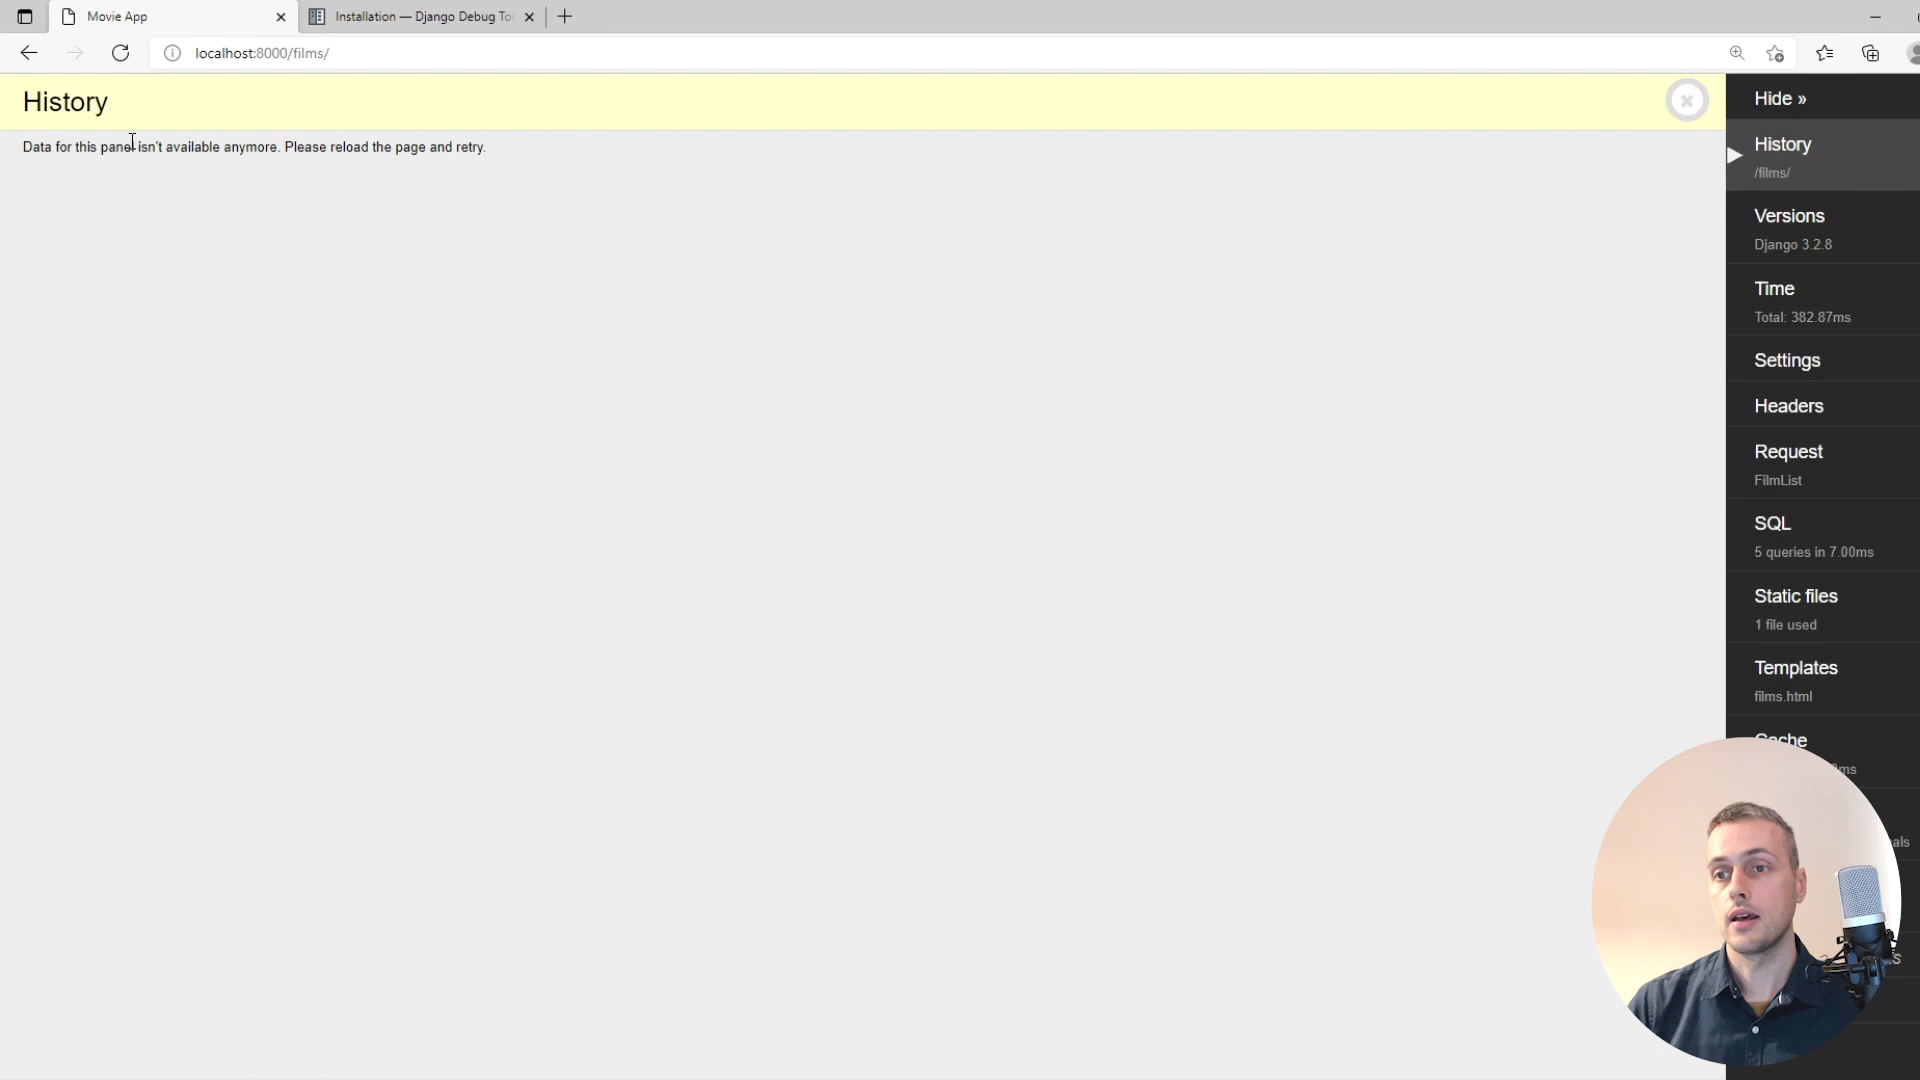 Movie App
Installation — Django Debug To
localhost:8000/films/
History
Data for this panel isn't available anymore. Please reload the page and retry.
Hide »
History
/films/
Versions
Django 3.2.8
Time
Total: 382.87ms
Settings
Headers
Request
FilmList
SQL
5 queries in 7.00ms
Static files
1 file used
Templates
films.html
Cache
ms
als
s